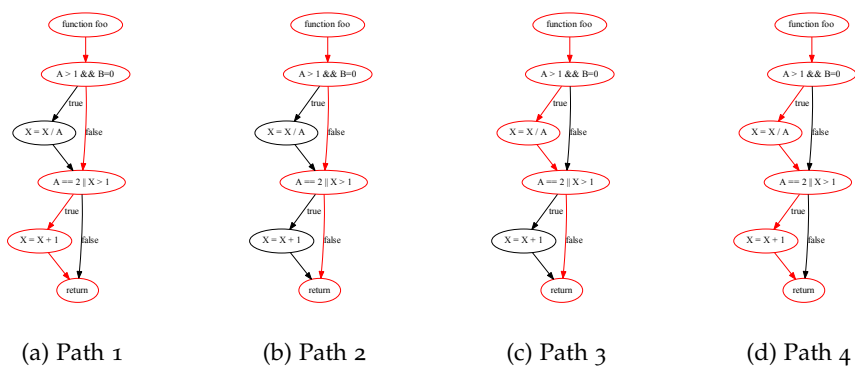 function foo
A > 1 && B=0
true
X = X / A
false
A == 2 || X > 1
true
X = X + 1
false
return
(a) Path 1
function foo
A > 1 && B=0
true
X = X / A
false
A == 2 || X > 1
true
X = X + 1
false
return
(b) Path 2
function foo
A > 1 && B=0
true
X = X / A
false
A == 2 || X > 1
true
X = X + 1
false
return
(c) Path 3
function foo
A > 1 && B=0
true
X = X / A
false
A == 2 || X > 1
true
X = X + 1
false
return
(d) Path 4